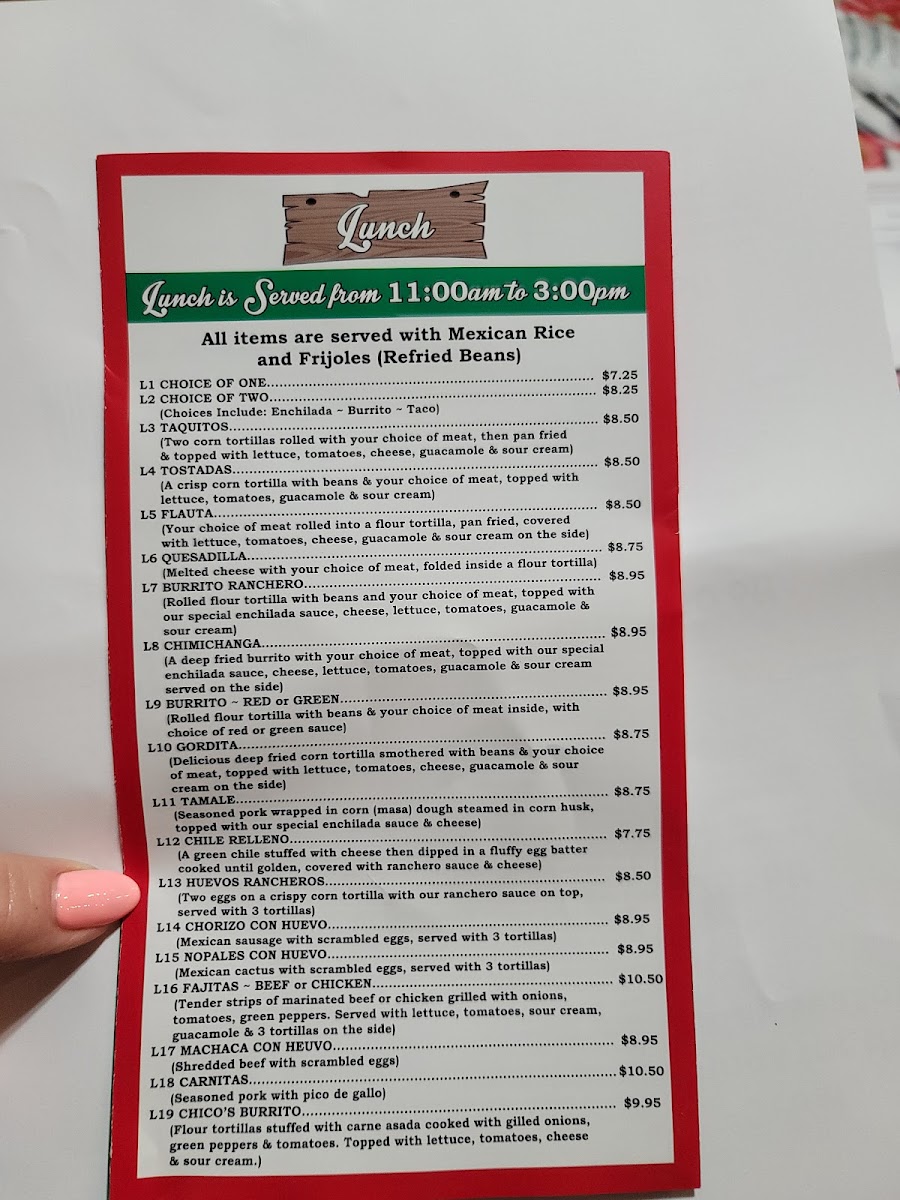 Lunch
Lunch is Served from 11:00am to 3:00pm
All items are served with Mexican Rice
and Frijoles (Refried Beans)
L1 CHOICE OF ONE.......... $7.25
L2 CHOICE OF TWO.......... $8.25
(Choices Include: Enchilada ~ Burrito ~ Taco)
L3 TAQUITOS.......... $8.50
(Two corn tortillas rolled with your choice of meat, then pan fried
& topped with lettuce, tomatoes, cheese, guacamole & sour cream)
L4 TOSTADAS.......... $8.50
(A crisp corn tortilla with beans & your choice of meat, topped with
lettuce, tomatoes, guacamole & sour cream)
L5 FLAUTA.......... $8.50
(Your choice of meat rolled into a flour tortilla, pan fried, covered
with lettuce, tomatoes, cheese, guacamole & sour cream on the side)
L6 QUESADILLA.......... $8.75
(Melted cheese with your choice of meat, folded inside a flour tortilla)
L7 BURRITO RANCHERO.......... $8.95
(Rolled flour tortilla with beans and your choice of meat, topped with
our special enchilada sauce, cheese, lettuce, tomatoes, guacamole &
sour cream)
L8 CHIMICHANGA.......... $8.95
(A deep fried burrito with your choice of meat, topped with our special
enchilada sauce, cheese, lettuce, tomatoes, guacamole & sour cream
served on the side)
L9 BURRITO ~ RED or GREEN.......... $8.95
(Rolled flour tortilla with beans & your choice of meat inside, with
choice of red or green sauce)
L10 GORDITA.......... $8.75
(Delicious deep fried corn tortilla smothered with beans & your choice
of meat, topped with lettuce, tomatoes, cheese, guacamole & sour
cream on the side)
L11 TAMALE.......... $8.75
(Seasoned pork wrapped in corn (masa) dough steamed in corn husk,
topped with our special enchilada sauce & cheese)
L12 CHILE RELLENO.......... $7.75
(A green chile stuffed with cheese then dipped in a fluffy egg batter
cooked until golden, covered with ranchero sauce & cheese)
L13 HUEVOS RANCHEROS.......... $8.50
(Two eggs on a crispy corn tortilla with our ranchero sauce on top,
served with 3 tortillas)
L14 CHORIZO CON HUEVO.......... $8.95
(Mexican sausage with scrambled eggs, served with 3 tortillas)
L15 NOPALES CON HUEVO.......... $8.95
(Mexican cactus with scrambled eggs, served with 3 tortillas)
L16 FAJITAS ~ BEEF or CHICKEN.......... $10.50
(Tender strips of marinated beef or chicken grilled with onions,
tomatoes, green peppers. Served with lettuce, tomatoes, sour cream,
guacamole & 3 tortillas on the side)
L17 MACHACA CON HEUVO.......... $8.95
(Shredded beef with scrambled eggs)
L18 CARNITAS.......... $10.50
(Seasoned pork with pico de gallo)
L19 CHICO'S BURRITO.......... $9.95
(Flour tortillas stuffed with carne asada cooked with gilled onions,
green peppers & tomatoes. Topped with lettuce, tomatoes, cheese
& sour cream.)